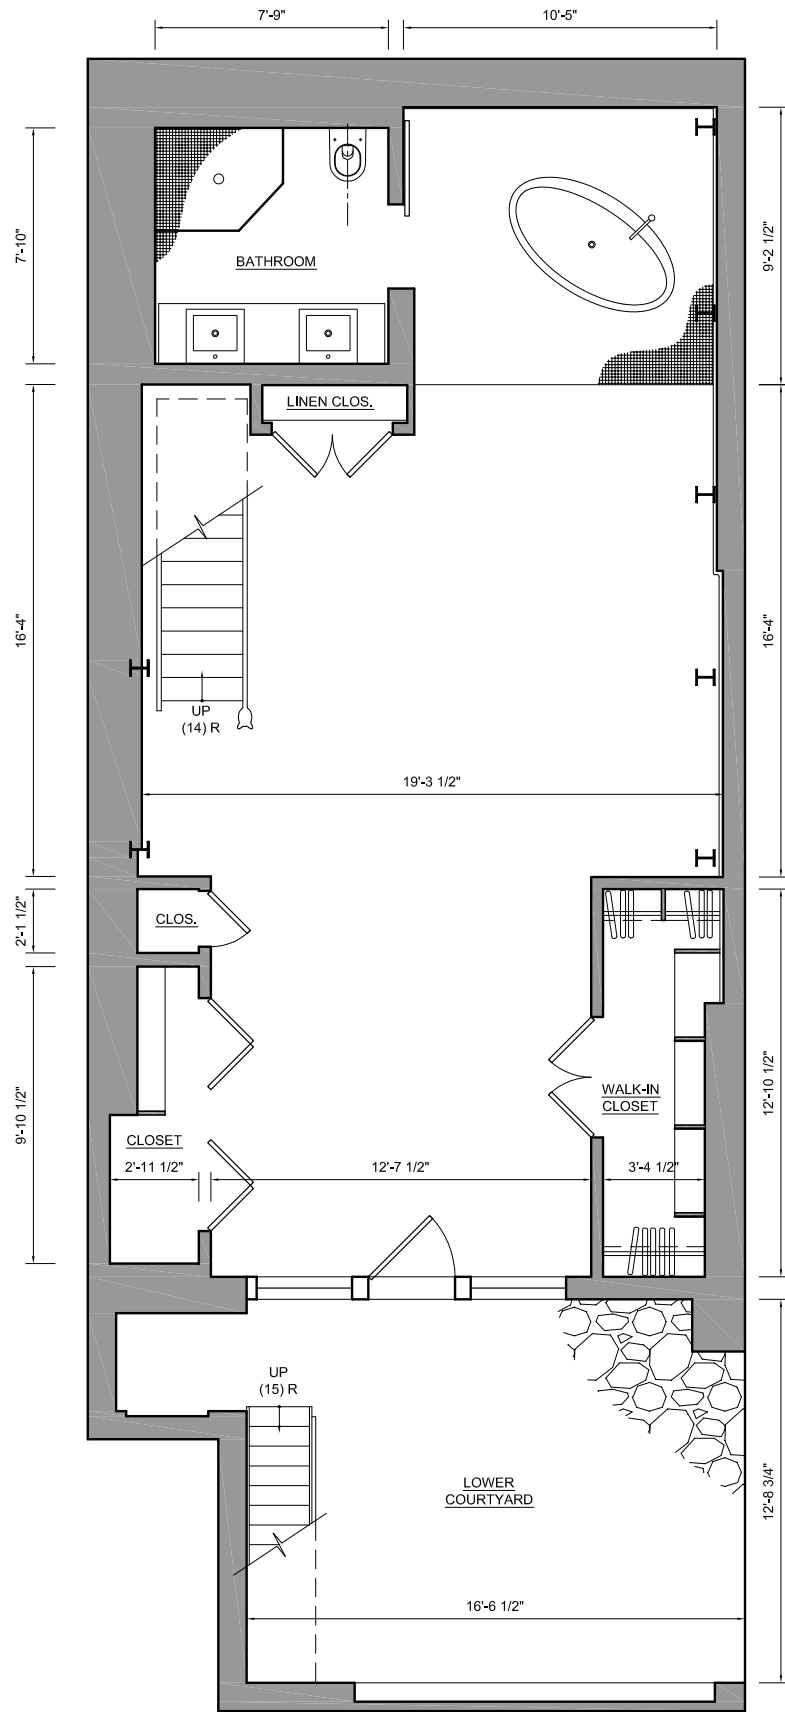 7'-9"
10'-5"
7'-10"
9'-2 1/2"
BATHROOM
LINEN CLOS.
16'-4"
16'-4"
UP
(14) R
19'-3 1/2"
2'-1 1/2"
CLOS.
9'-10 1/2"
12'-10 1/2"
WALK-IN
CLOSET
CLOSET
2'-11 1/2"
12'-7 1/2"
3'-4 1/2"
UP
(15) R
LOWER
COURTYARD
12'-8 3/4"
16'-6 1/2"